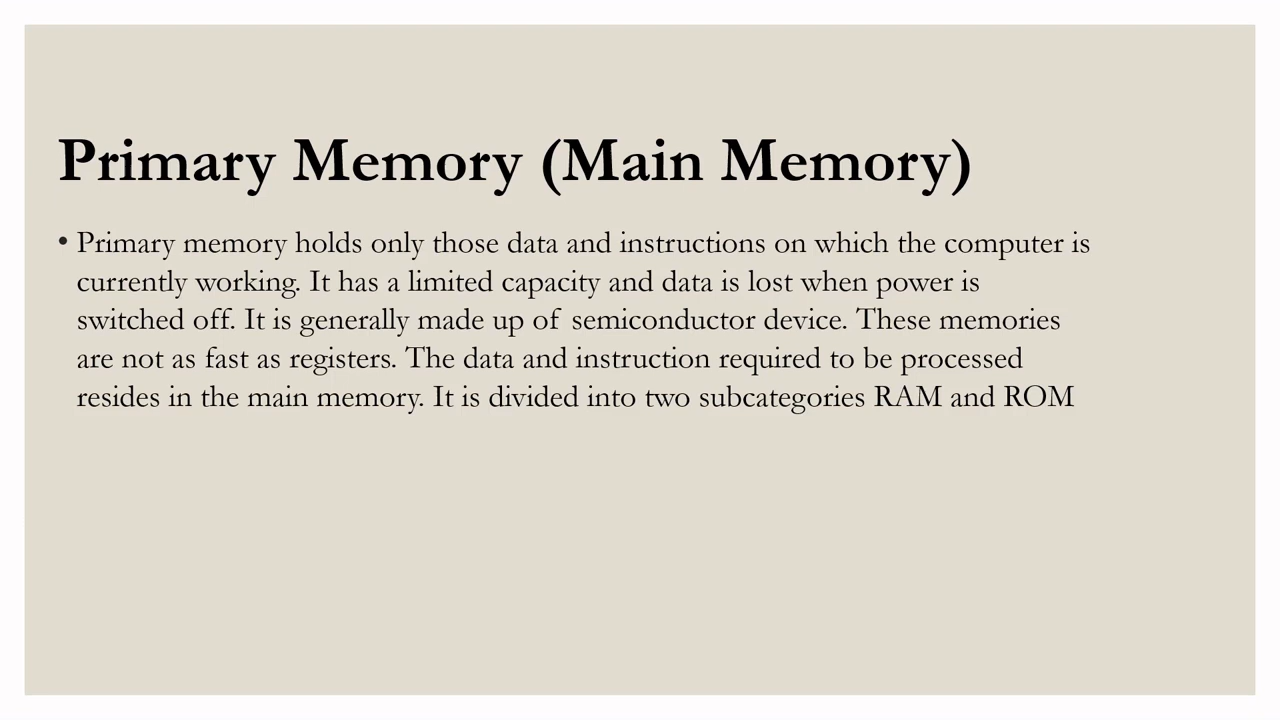 Primary Memory (Main Memory)
• Primary memory holds only those data and instructions on which the computer is
currently working. It has a limited capacity and data is lost when power is
switched off. It is generally made up of semiconductor device. These memories
are not as fast as registers. The data and instruction required to be processed
resides in the main memory. It is divided into two subcategories RAM and ROM